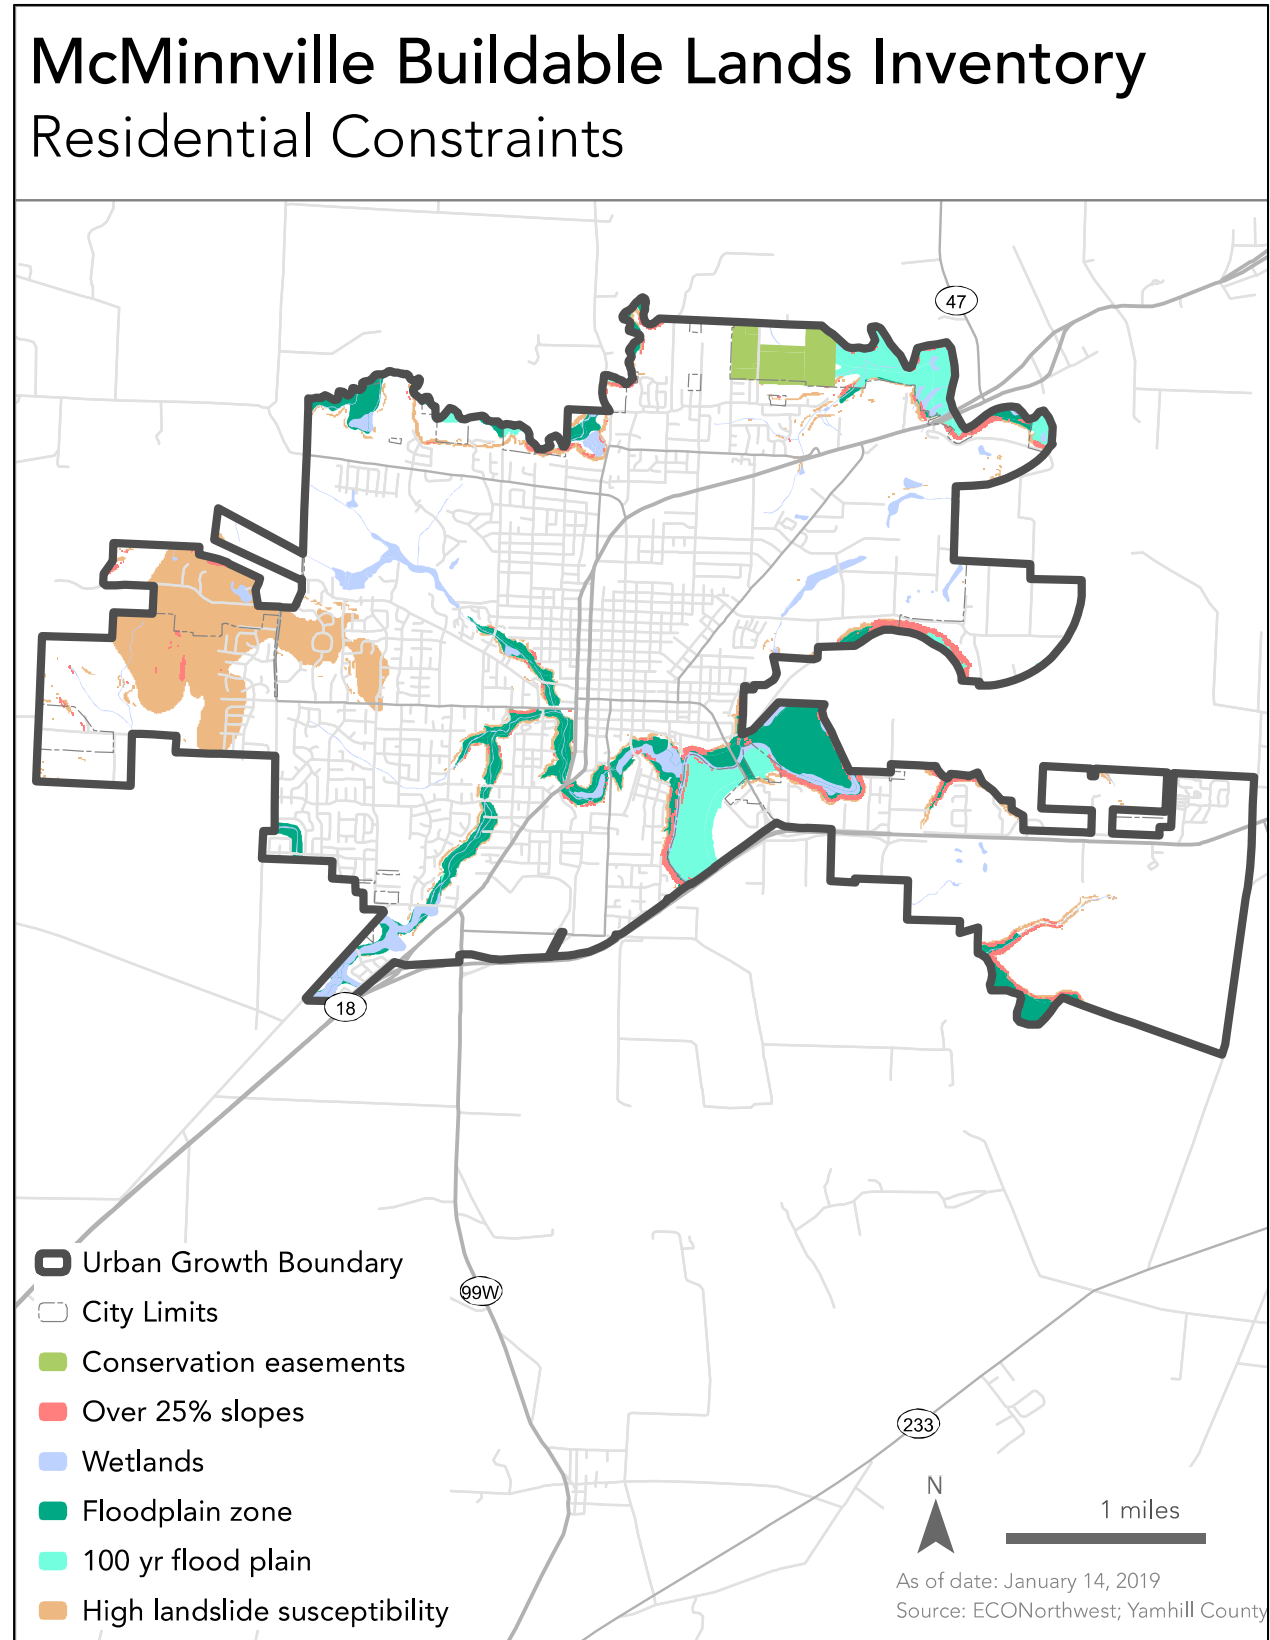 McMinnville Buildable Lands Inventory
Residential Constraints
47
18
99W
233
Urban Growth Boundary
City Limits
Conservation easements
Over 25% slopes
Wetlands
Floodplain zone
100 yr flood plain
High landslide susceptibility
N
1 miles
As of date: January 14, 2019
Source: ECONorthwest; Yamhill County